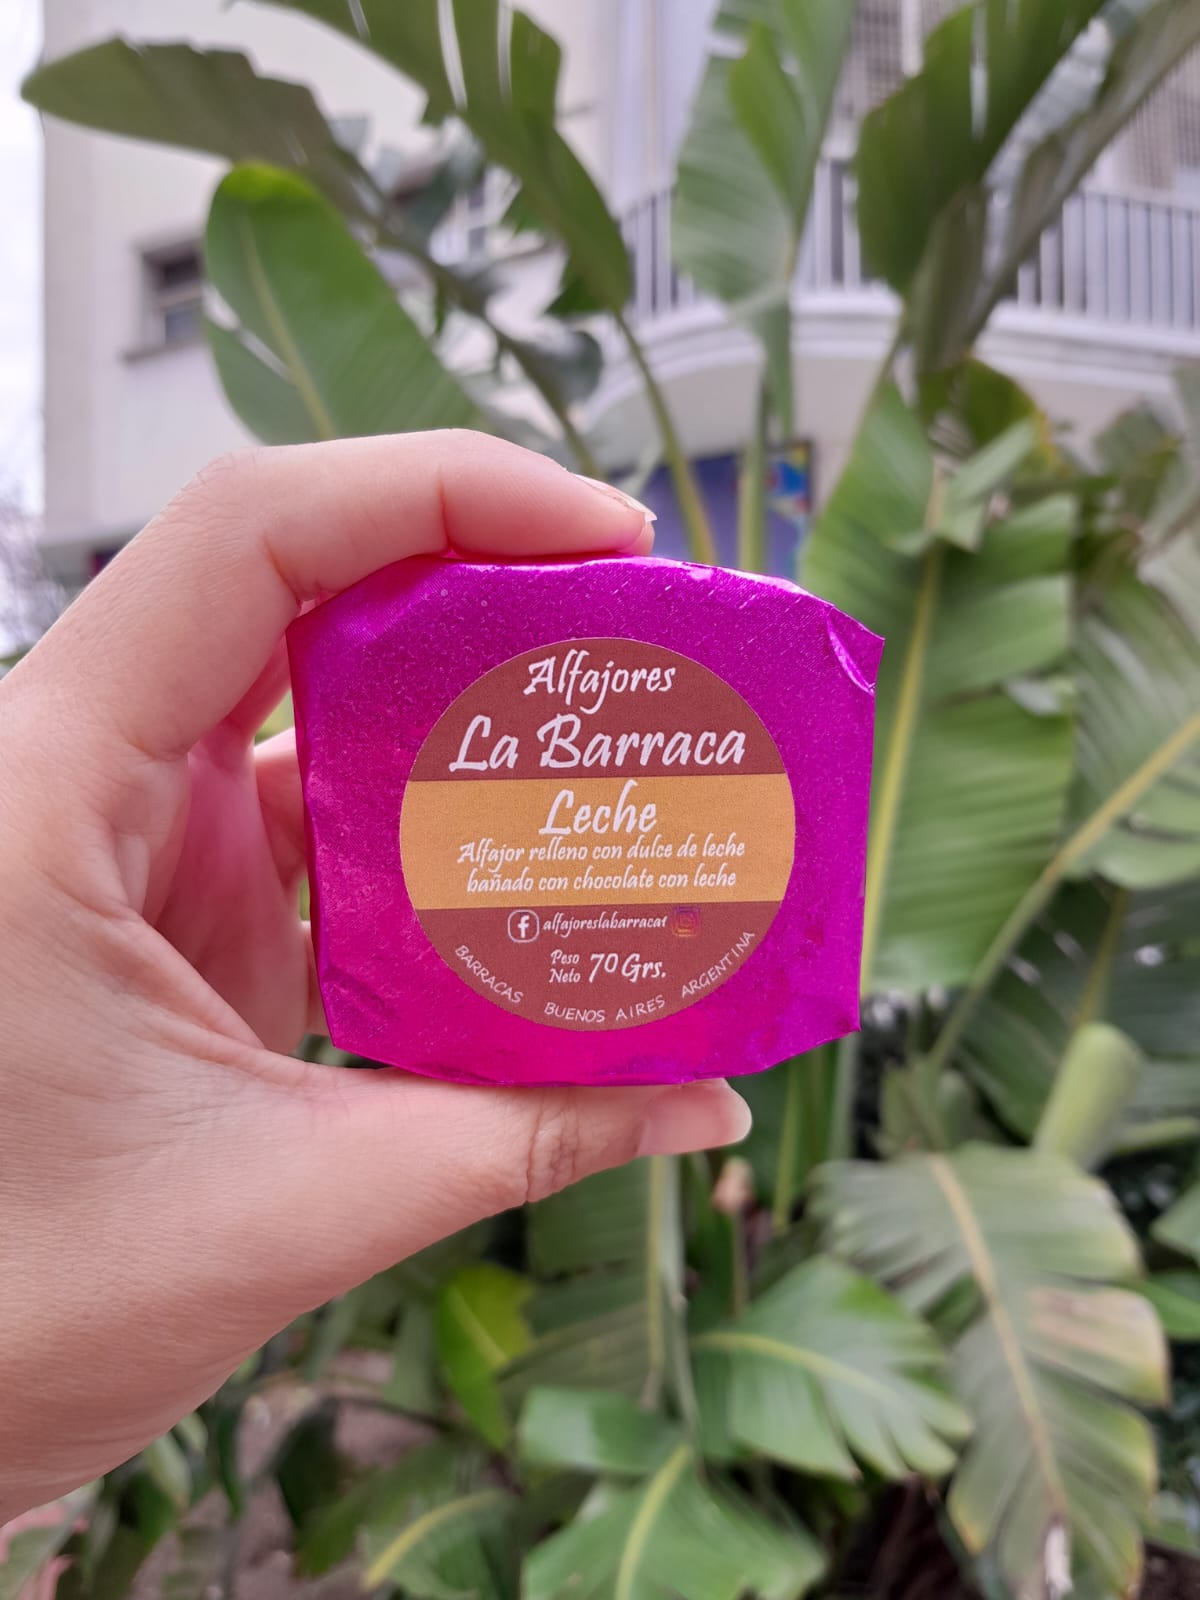 Alfajores
La Barraca
Leche
Alfajor relleno con dulce de leche
bañado con chocolate con leche
alfajoreslabarraca1
Peso Neto 70 Grs.
BARRACAS BUENOS AIRES ARGENTINA